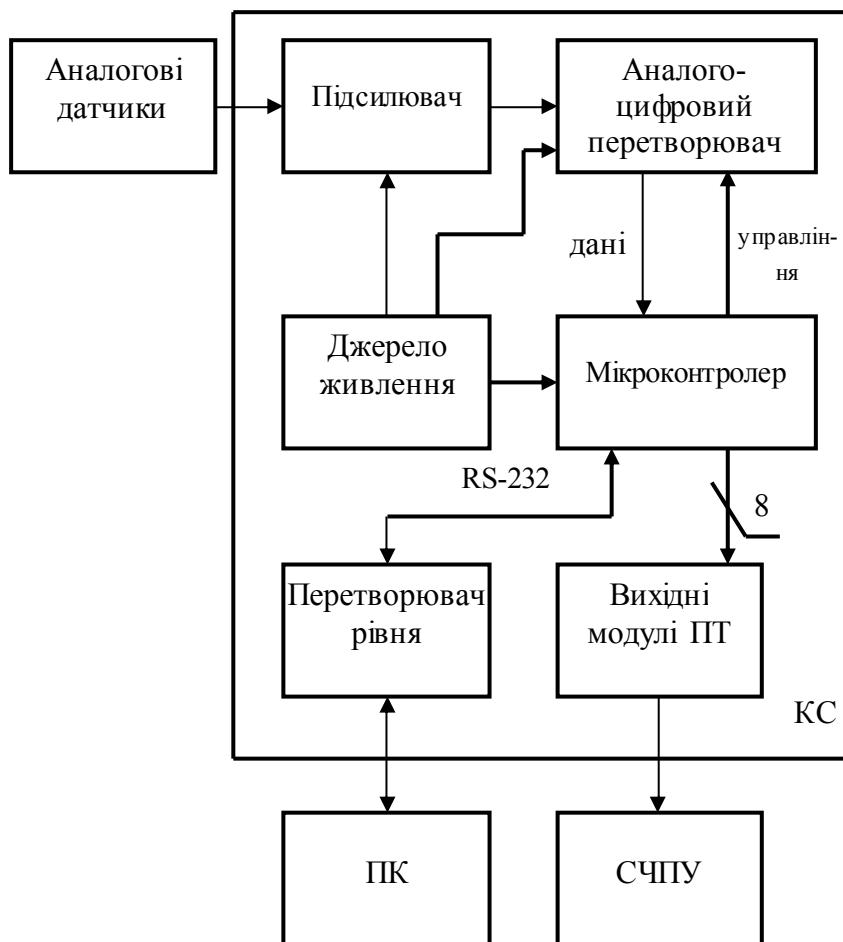 Аналогові
датчики
Підсилювач
Аналого-
цифровий
перетворювач
дані
управлін-
ня
Джерело
живлення
Мікроконтролер
RS-232
8
Перетворювач
рівня
Вихідні
модулі ПТ
КС
ПК
СЧПУ